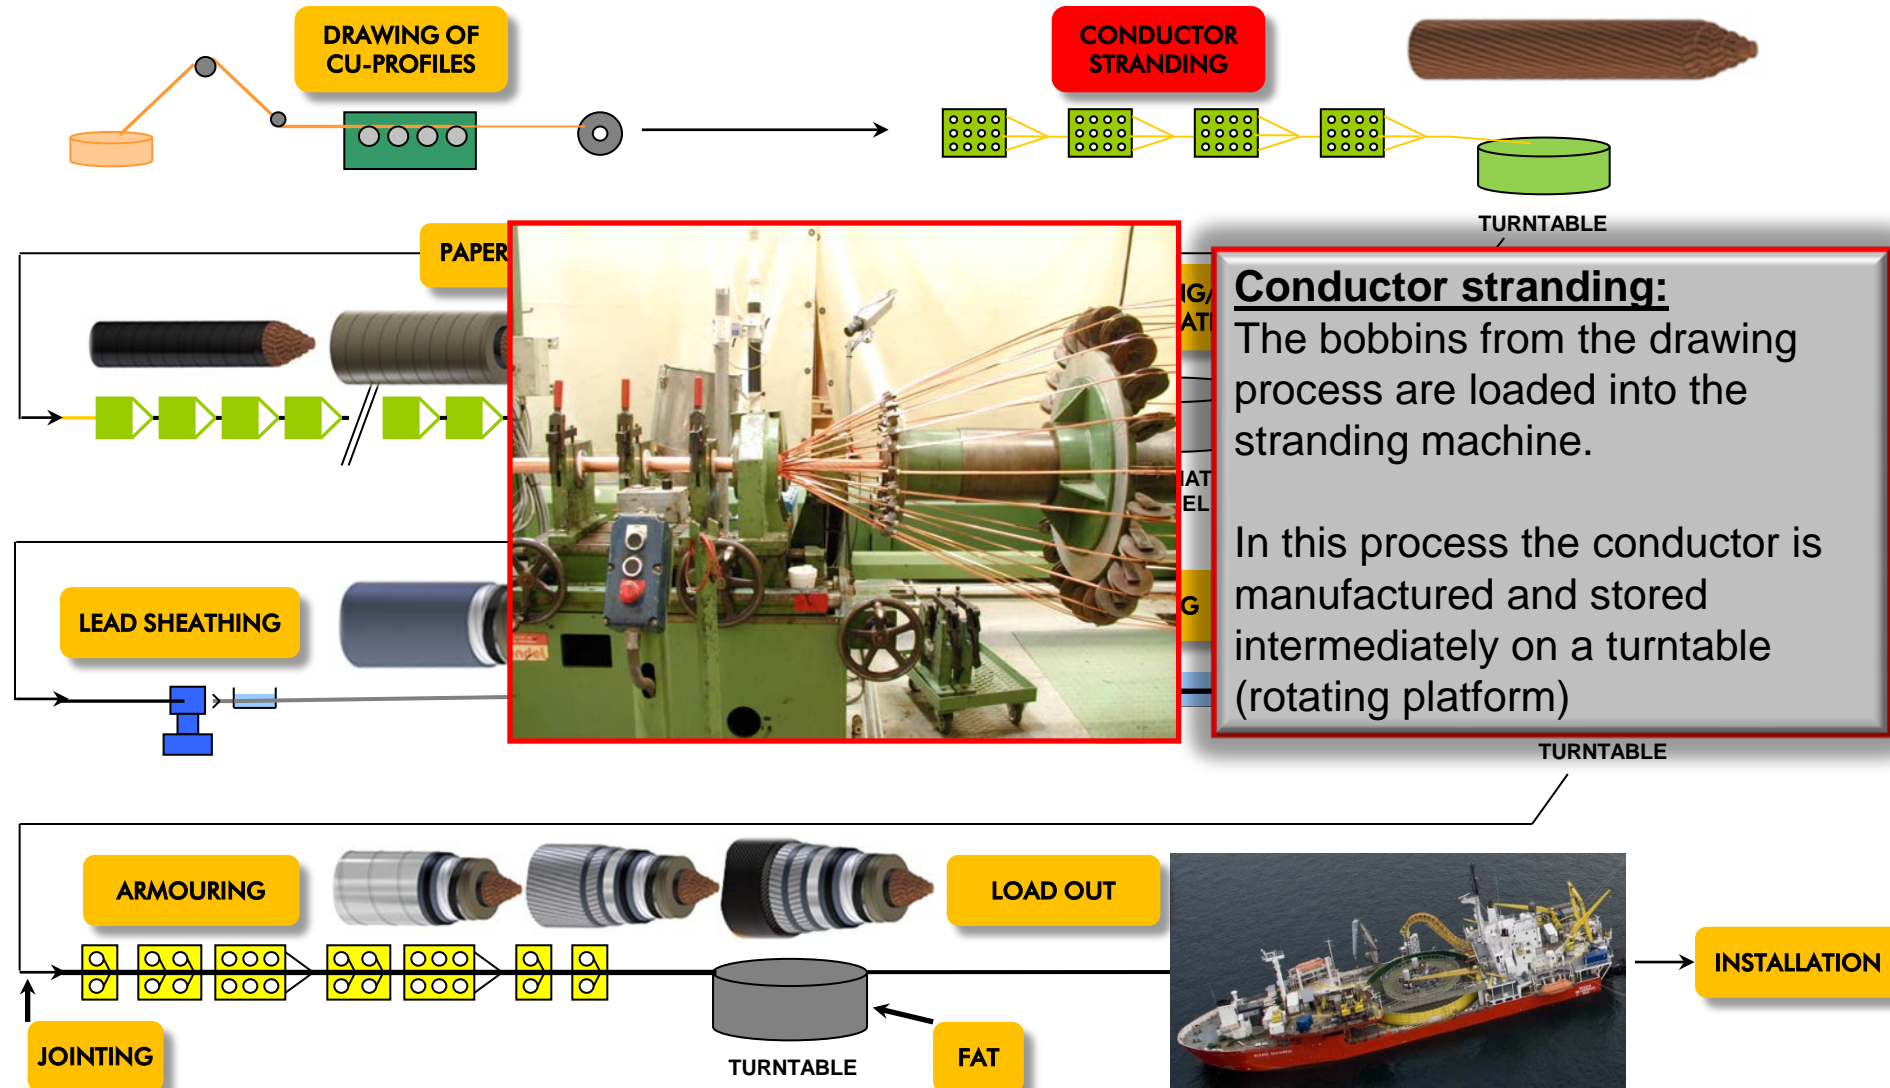 DRAWING OF
CU-PROFILES
CONDUCTOR
STRANDING
TURNTABLE
PAPER
Conductor stranding:
The bobbins from the drawing
process are loaded into the
stranding machine.
In this process the conductor is
manufactured and stored
intermediately on a turntable
(rotating platform)
LEAD SHEATHING
TURNTABLE
ARMOURING
LOAD OUT
INSTALLATION
JOINTING
TURNTABLE
FAT